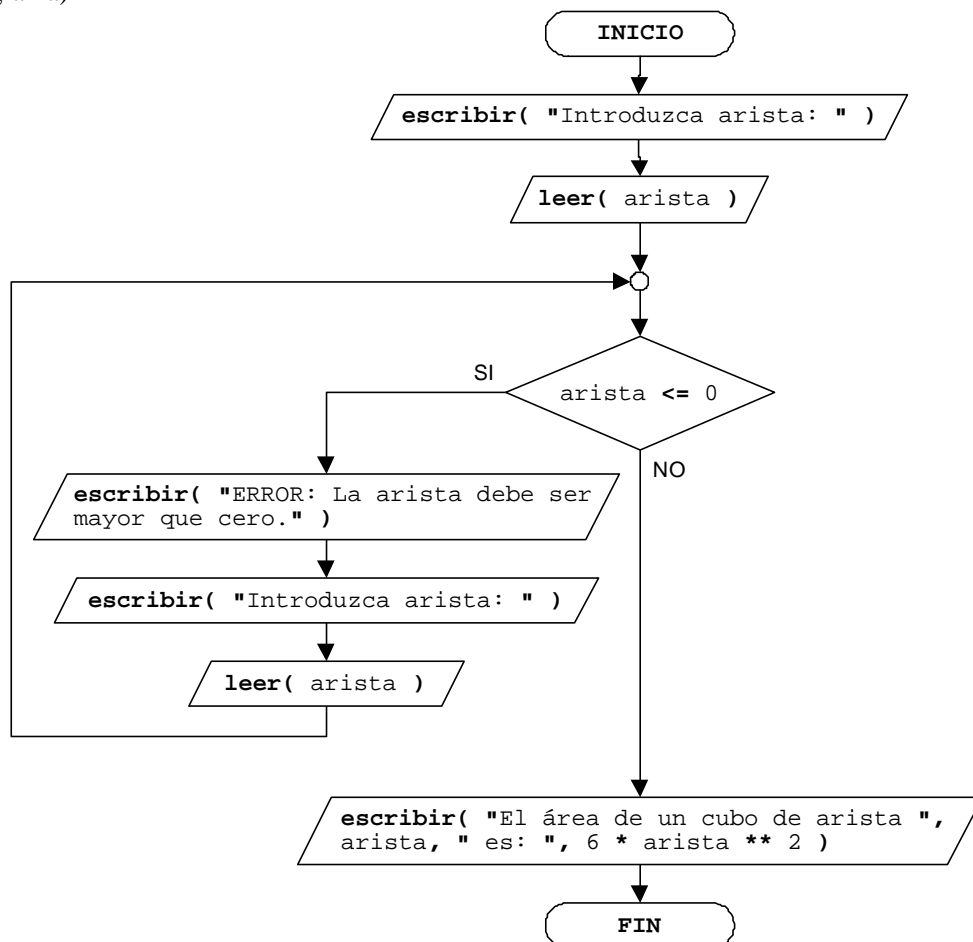 INICIO
escribir( "Introduzca arista: " )
leer( arista )
SI
arista <= 0
NO
escribir( "ERROR: La arista debe ser
mayor que cero." )
escribir( "Introduzca arista: " )
leer( arista )
escribir( "El área de un cubo de arista ",
arista, " es: ", 6 * arista ** 2 )
FIN